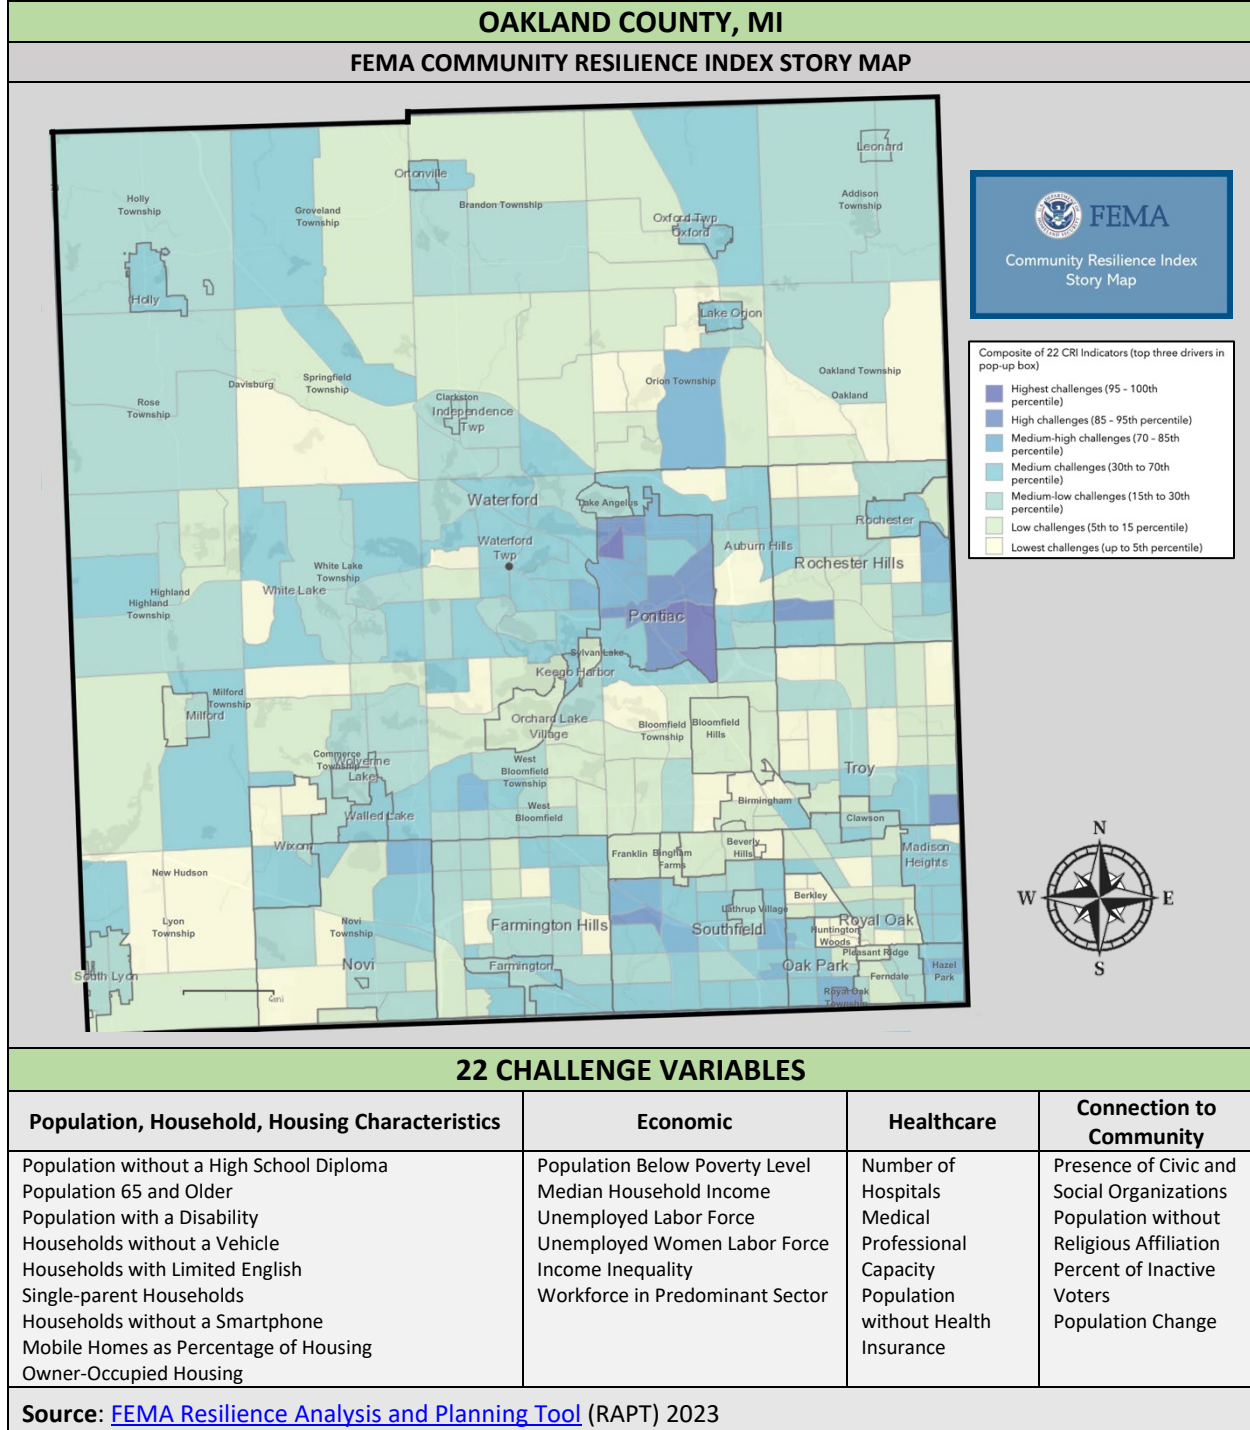 OAKLAND COUNTY, MI
FEMA COMMUNITY RESILIENCE INDEX STORY MAP
Leonard
Ortonville
Holly
Township
Groveland
Township
Brandon Township
Addison
Township
Oxford Twp
Oxford
Holly
Lake Orion
Davisburg
Springfield
Township
Orion Township
Oakland Township
Oakland
Rose
Township
Clarkston
Independence
Twp
Waterford
Lake Angelus
Rochester
Waterford
Twp
Auburn Hills
Rochester Hills
White Lake
Township
White Lake
Highland
Highland
Township
Pontiac
Sylvan Lake
Keego Harbor
Milford
Township
Milford
Orchard Lake
Village
Bloomfield
Township
Bloomfield
Hills
Commerce
Township
Wolverine
Lake
West
Bloomfield
Township
Troy
West
Bloomfield
Birmingham
Walled Lake
Clawson
Wixom
Franklin
Bingham
Farms
Beverly
Hills
Madison
Heights
New Hudson
Berkley
Lathrup Village
Lyon
Township
Novi
Township
Farmington Hills
Southfield
Royal Oak
Huntington
Woods
Pleasant Ridge
Novi
Farmington
Oak Park
Ferndale
Hazel
Park
South Lyon
Royal Oak
Township
4mi
U.S. DEPARTMENT OF
HOMELAND SECURITY
FEMA
Community Resilience Index
Story Map
Composite of 22 CRI Indicators (top three drivers in
pop-up box)
Highest challenges (95 - 100th
percentile)
High challenges (85 - 95th percentile)
Medium-high challenges (70 - 85th
percentile)
Medium challenges (30th to 70th
percentile)
Medium-low challenges (15th to 30th
percentile)
Low challenges (5th to 15 percentile)
Lowest challenges (up to 5th percentile)
N
W
E
S
22 CHALLENGE VARIABLES
Population, Household, Housing Characteristics
Population without a High School Diploma
Population 65 and Older
Population with a Disability
Households without a Vehicle
Households with Limited English
Single-parent Households
Households without a Smartphone
Mobile Homes as Percentage of Housing
Owner-Occupied Housing
Economic
Population Below Poverty Level
Median Household Income
Unemployed Labor Force
Unemployed Women Labor Force
Income Inequality
Workforce in Predominant Sector
Healthcare
Number of
Hospitals
Medical
Professional
Capacity
Population
without Health
Insurance
Connection to
Community
Presence of Civic and
Social Organizations
Population without
Religious Affiliation
Percent of Inactive
Voters
Population Change
Source: FEMA Resilience Analysis and Planning Tool (RAPT) 2023